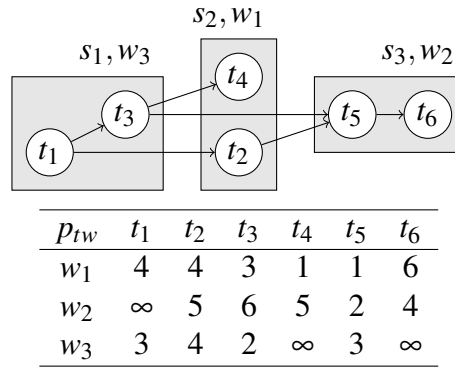 s₂, w₁
s₁, w₃
s₃, w₂
t₄
t₃ t₅ t₆
t₁ t₂
pₜw t₁ t₂ t₃ t₄ t₅ t₆
w₁ 4 4 3 1 1 6
w₂ ∞ 5 6 5 2 4
w₃ 3 4 2 ∞ 3 ∞